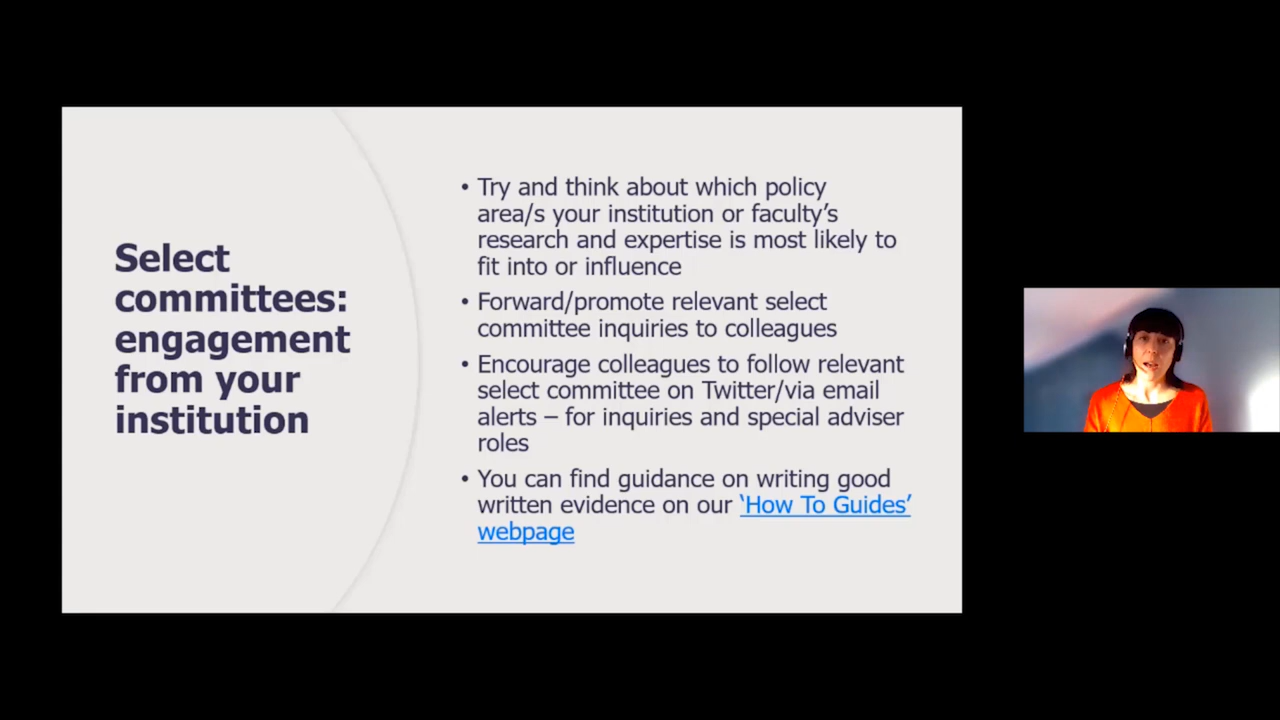 Select
committees:
engagement
from your
institution
• Try and think about which policy
area/s your institution or faculty’s
research and expertise is most likely to
fit into or influence
• Forward/promote relevant select
committee inquiries to colleagues
• Encourage colleagues to follow relevant
select committee on Twitter/via email
alerts – for inquiries and special adviser
roles
• You can find guidance on writing good
written evidence on our ‘How To Guides’
webpage